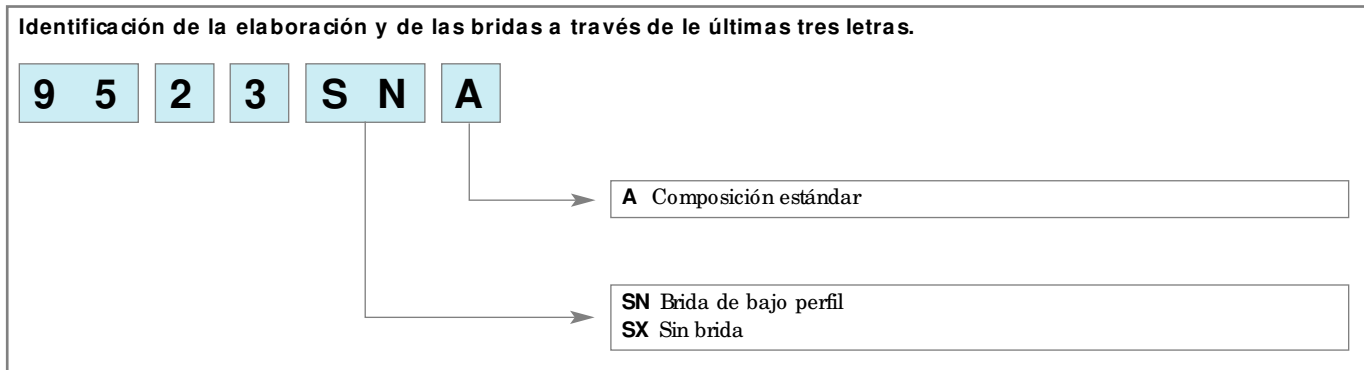 Identificación de la elaboración y de las bridas a través de le últimas tres letras.
9 5 2 3 S N A
A Composición estándar
SN Brida de bajo perfil
SX Sin brida